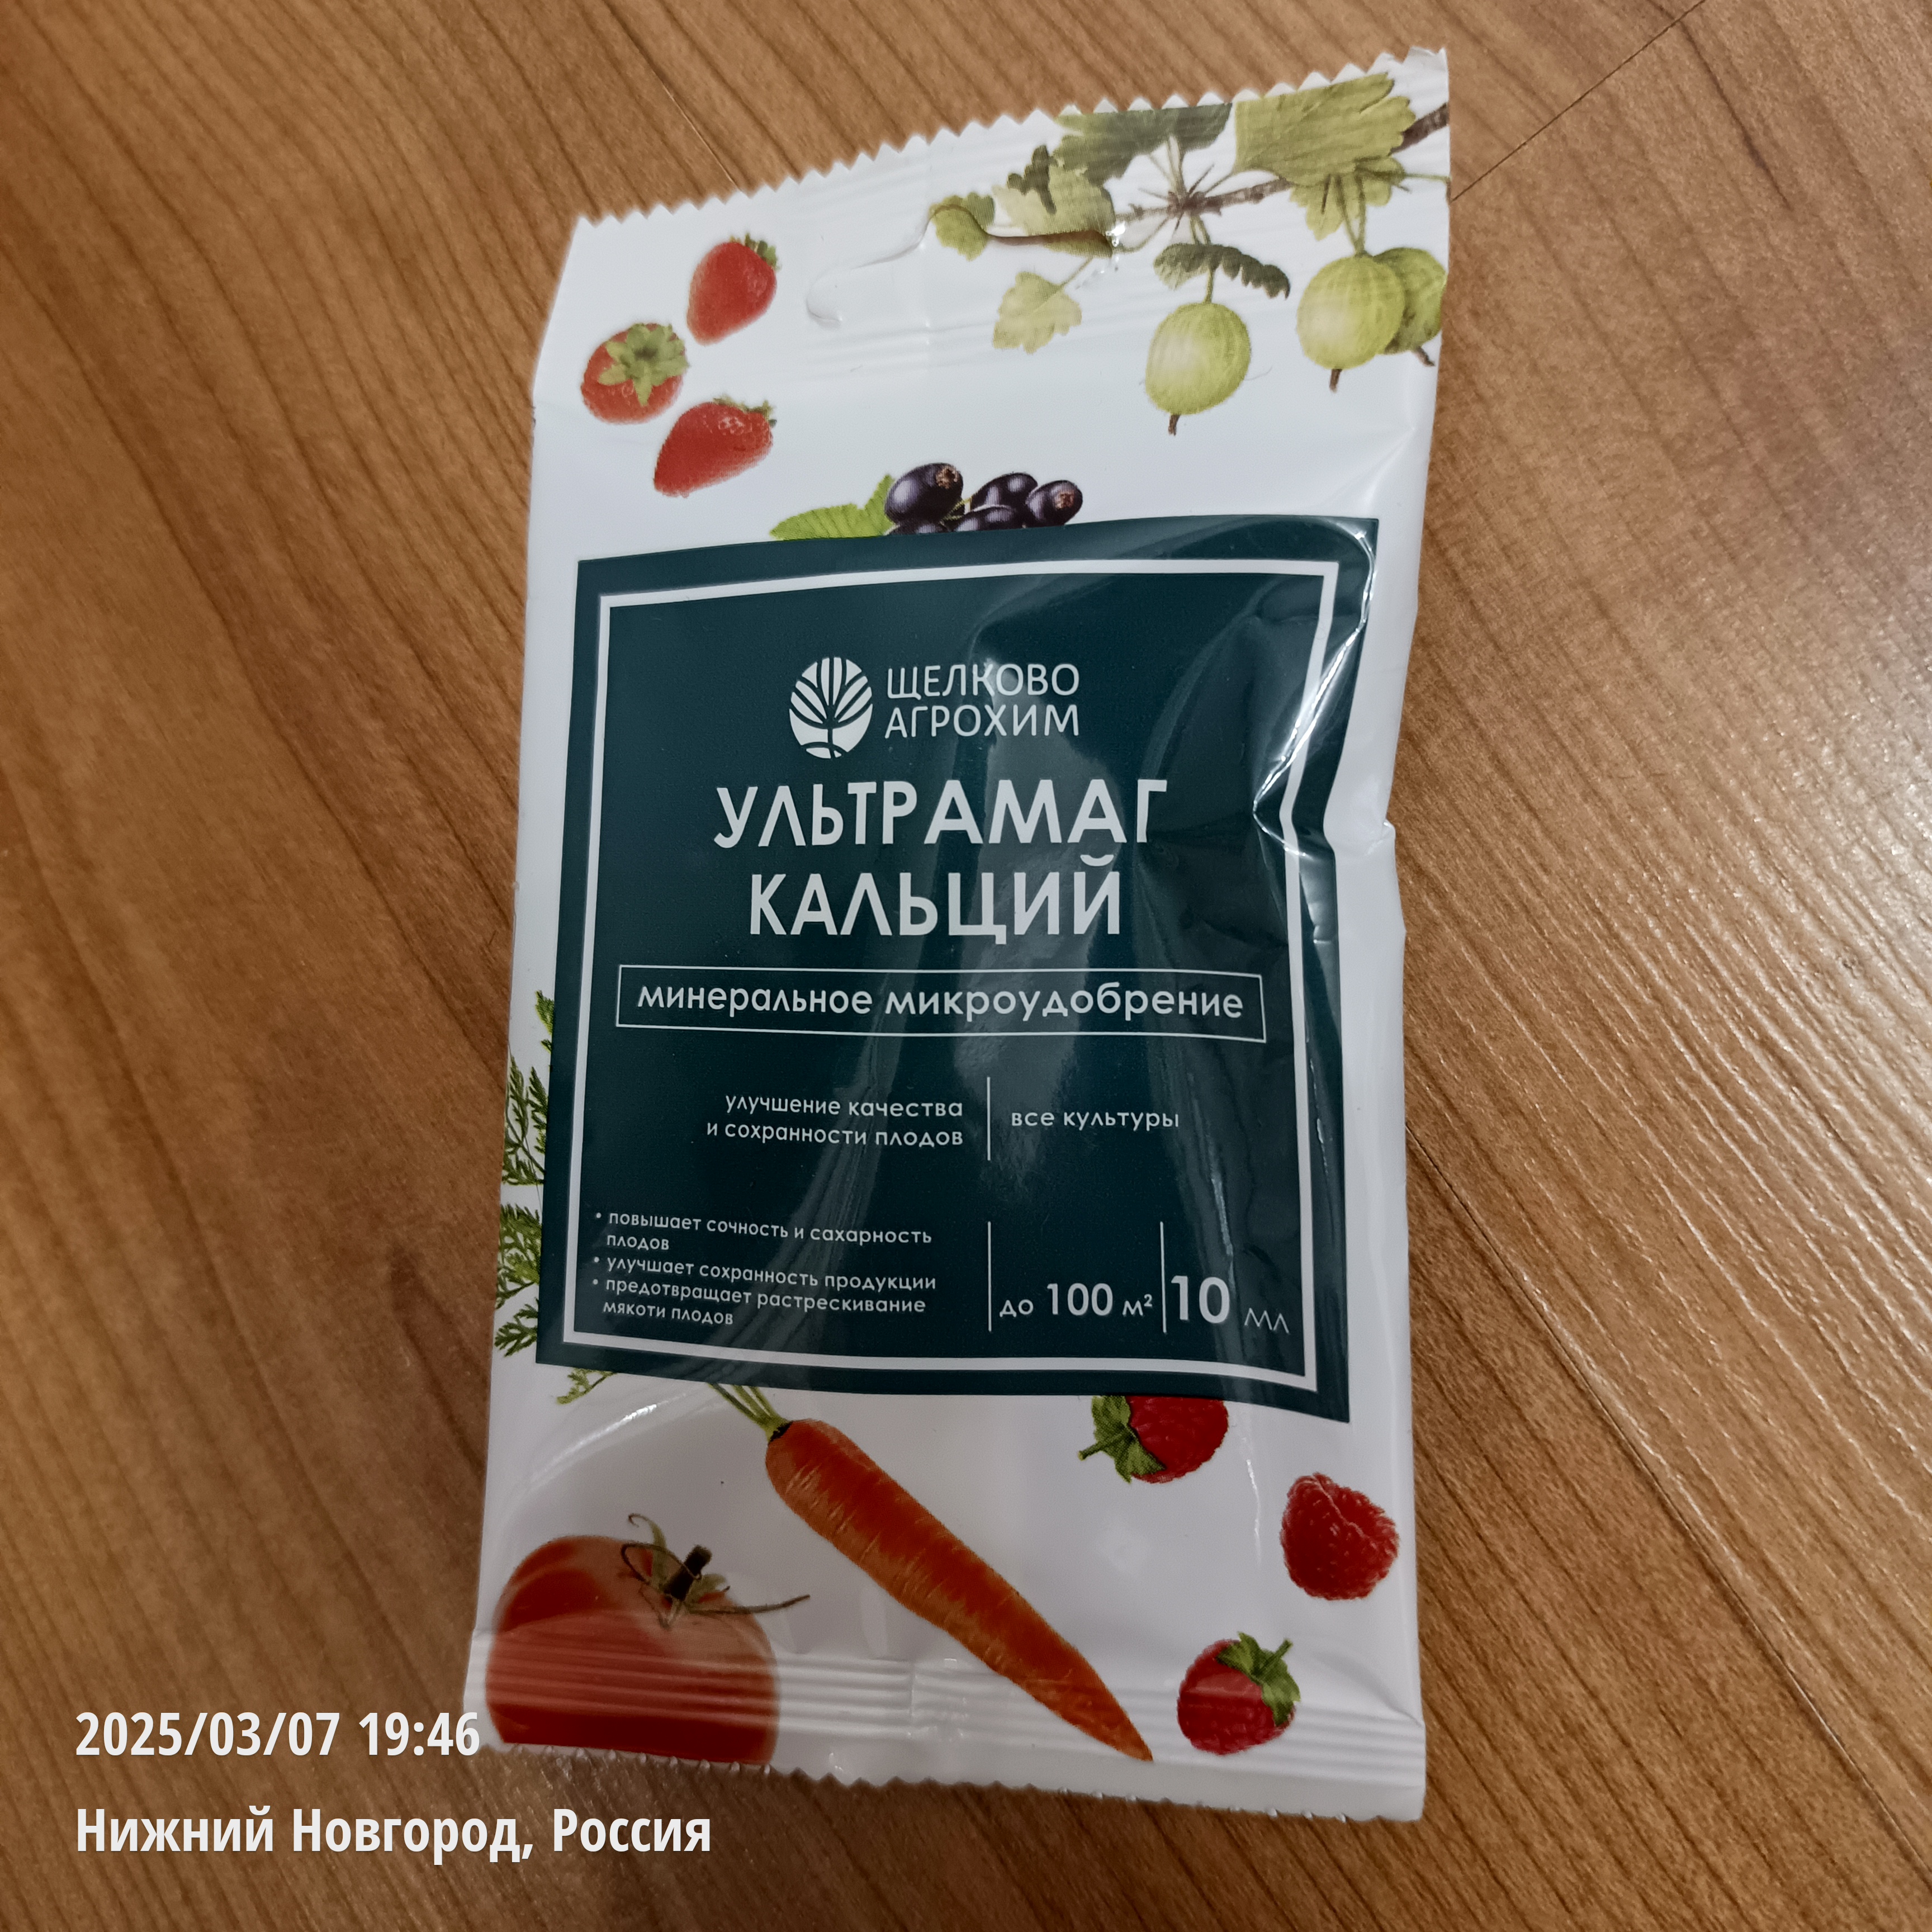 ЩЕЛКОВО
АГРОХИМ
УЛЬТРАМАГ
КАЛЬЦИЙ
минеральное микроудобрение
улучшение качества
и сохранности плодов
все культуры
• повышает сочность и сахарность
плодов
• улучшает сохранность продукции
• предотвращает растрескивание
мякоти плодов
до 100 м²
10 мл
2025/03/07 19:46
Нижний Новгород, Россия